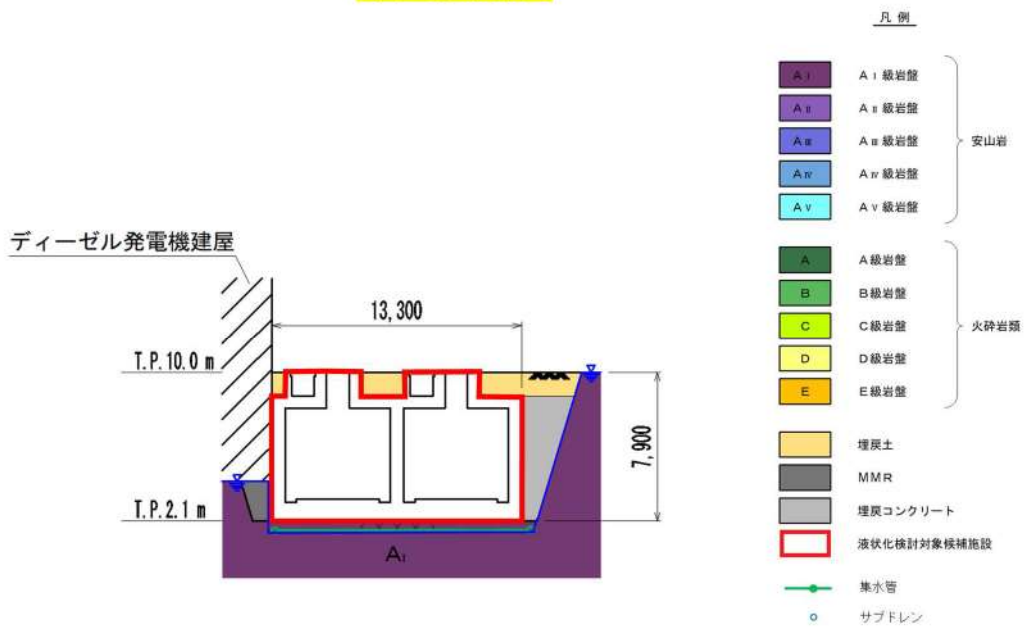 凡例
AⅠ AⅠ級岩盤
AⅡ AⅡ級岩盤
AⅢ AⅢ級岩盤
AⅣ AⅣ級岩盤
AⅤ AⅤ級岩盤
安山岩
A A級岩盤
B B級岩盤
C C級岩盤
D D級岩盤
E E級岩盤
火砕岩類
埋戻土
MMR
埋戻コンクリート
液状化検討対象候補施設
集水管
サブドレン
ディーゼル発電機建屋
13,300
T.P.10.0 m
7,900
T.P.2.1 m
AⅠ